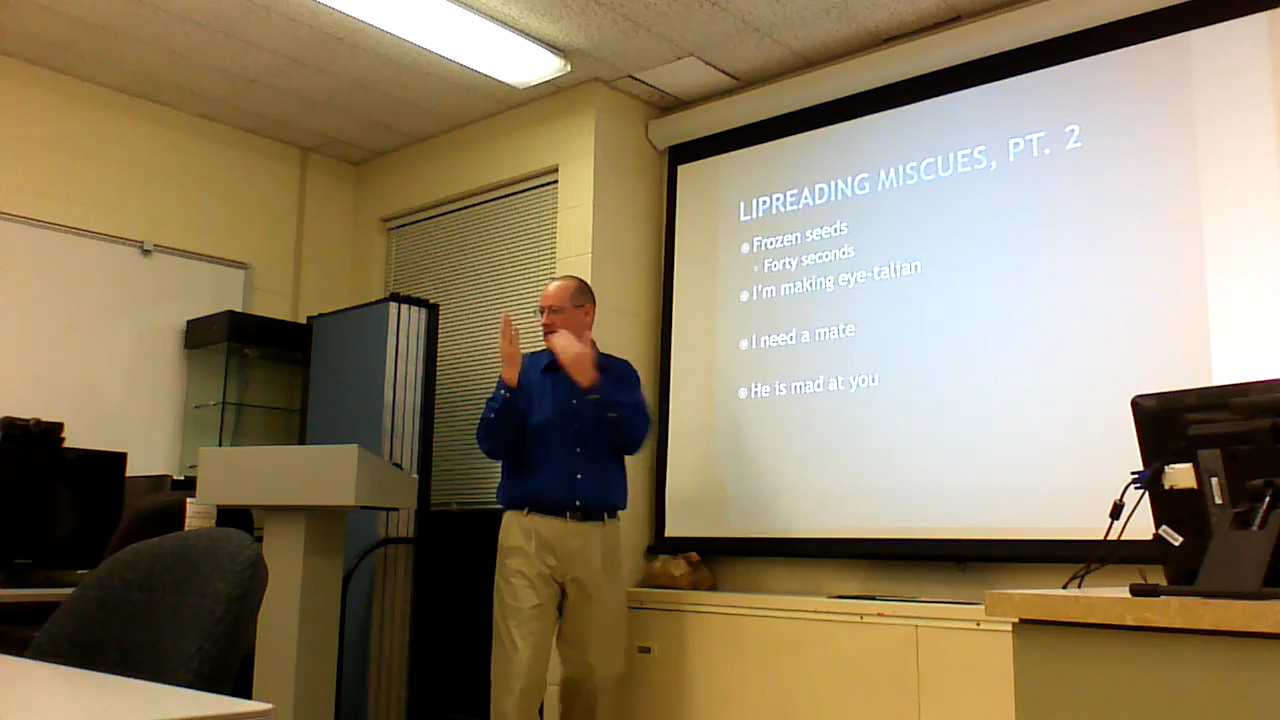 LIPREADING MISCUES, PT. 2
Frozen seeds
Forty seconds
I'm making eye-talian
I need a mate
He is mad at you